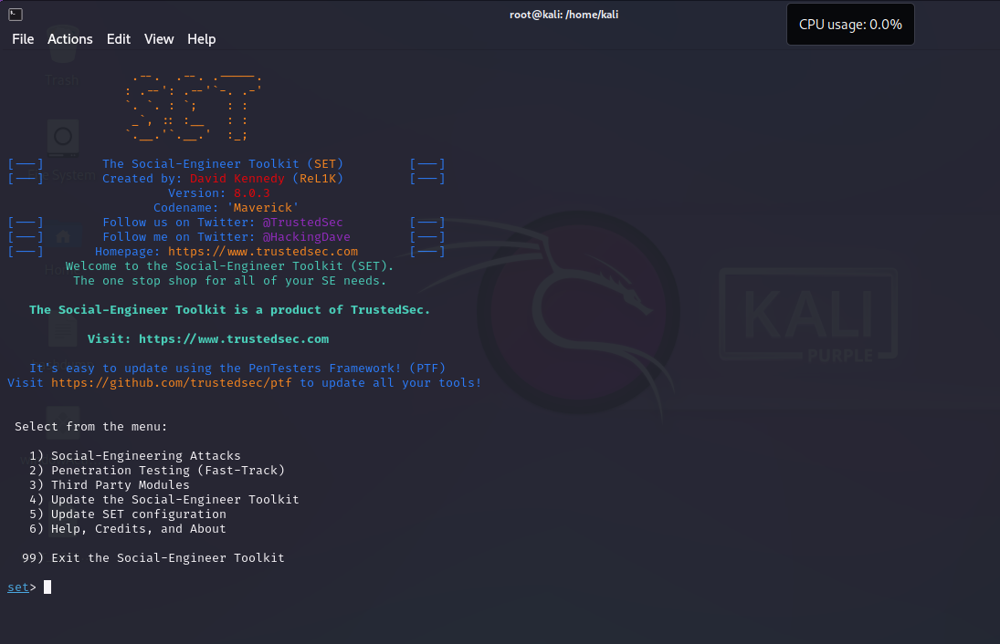 root@kali: /home/kali
CPU usage: 0.0%
File Actions Edit View Help
Trash
[---] The Social-Engineer Toolkit (SET) [---]
[---] Created by: David Kennedy (ReL1K) [---]
Version: 8.0.3
Codename: 'Maverick'
[---] Follow us on Twitter: @TrustedSec [---]
[---] Follow me on Twitter: @HackingDave [---]
[---] Homepage: https://www.trustedsec.com [---]
Welcome to the Social-Engineer Toolkit (SET).
The one stop shop for all of your SE needs.
The Social-Engineer Toolkit is a product of TrustedSec.
Visit: https://www.trustedsec.com
It's easy to update using the PenTesters Framework! (PTF)
Visit https://github.com/trustedsec/ptf to update all your tools!
KALI
PURPLE
Select from the menu:
1) Social-Engineering Attacks
2) Penetration Testing (Fast-Track)
3) Third Party Modules
4) Update the Social-Engineer Toolkit
5) Update SET configuration
6) Help, Credits, and About
99) Exit the Social-Engineer Toolkit
set>